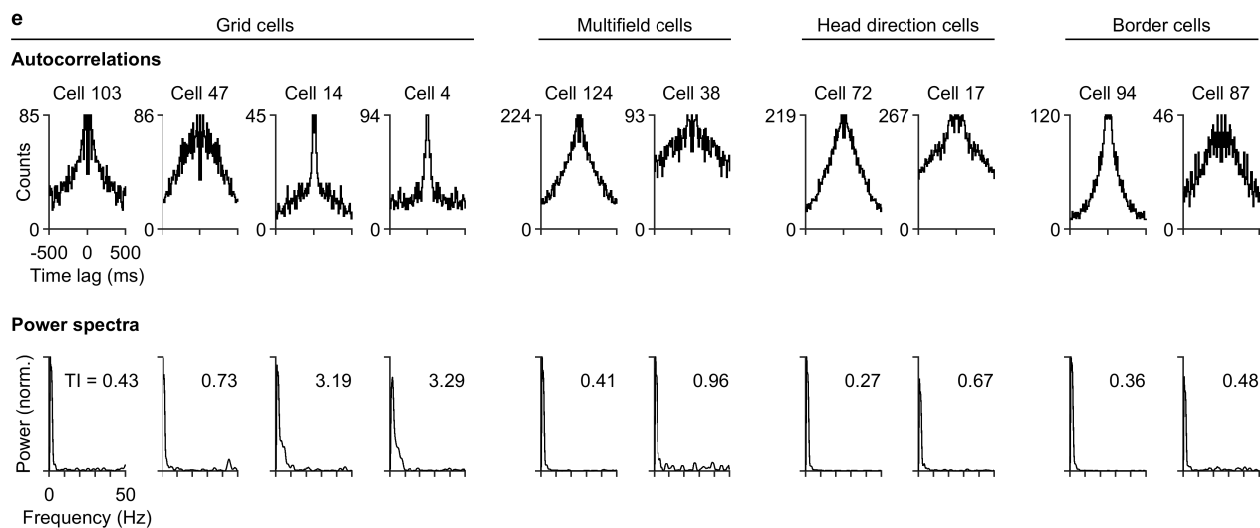 e
Grid cells Multifield cells Head direction cells Border cells
Autocorrelations
Cell 103 Cell 47 Cell 14 Cell 4 Cell 124 Cell 38 Cell 72 Cell 17 Cell 94 Cell 87
85 86 45 94 224 93 219 267 120 46
Counts
0 0 0 0 0 0 0 0 0 0
-500 0 500
Time lag (ms)
Power spectra
TI = 0.43 0.73 3.19 3.29 0.41 0.96 0.27 0.67 0.36 0.48
Power (norm.)
0 50
Frequency (Hz)